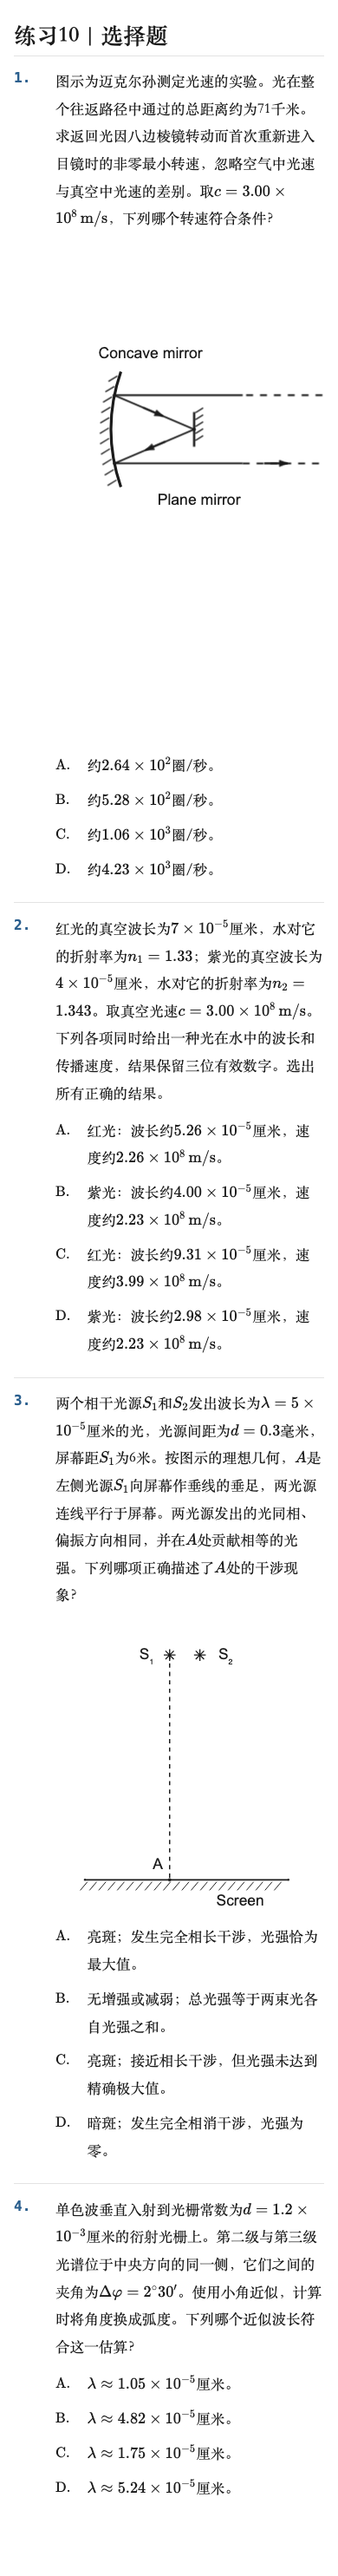 练习10 | 选择题
1. 图示为迈克尔孙测定光速的实验。光在整
个往返路径中通过的总距离约为71千米。
求返回光因八边棱镜转动而首次重新进入
目镜时的非零最小转速，忽略空气中光速
与真空中光速的差别。取c = 3.00 ×
10⁸ m/s，下列哪个转速符合条件?
Concave mirror
Plane mirror
A. 约2.64 × 10²圈/秒。
B. 约5.28 × 10²圈/秒。
C. 约1.06 × 10³圈/秒。
D. 约4.23 × 10³圈/秒。
2. 红光的真空波长为7 × 10⁻⁵厘米，水对它
的折射率为n₁ = 1.33；紫光的真空波长为
4 × 10⁻⁵厘米，水对它的折射率为n₂ =
1.343。取真空光速c = 3.00 × 10⁸ m/s。
下列各项同时给出一种光在水中的波长和
传播速度，结果保留三位有效数字。选出
所有正确的结果。
A. 红光：波长约5.26 × 10⁻⁵厘米，速
度约2.26 × 10⁸ m/s。
B. 紫光：波长约4.00 × 10⁻⁵厘米，速
度约2.23 × 10⁸ m/s。
C. 红光：波长约9.31 × 10⁻⁵厘米，速
度约3.99 × 10⁸ m/s。
D. 紫光：波长约2.98 × 10⁻⁵厘米，速
度约2.23 × 10⁸ m/s。
3. 两个相干光源S₁和S₂发出波长为λ = 5 ×
10⁻⁵厘米的光，光源间距为d = 0.3毫米，
屏幕距S₁为6米。按图示的理想几何，A是
左侧光源S₁向屏幕作垂线的垂足，两光源
连线平行于屏幕。两光源发出的光同相、
偏振方向相同，并在A处贡献相等的光
强。下列哪项正确描述了A处的干涉现
象?
S₁ S₂
A
Screen
A. 亮斑；发生完全相长干涉，光强恰为
最大值。
B. 无增强或减弱；总光强等于两束光各
自光强之和。
C. 亮斑；接近相长干涉，但光强未达到
精确极大值。
D. 暗斑；发生完全相消干涉，光强为
零。
4. 单色波垂直入射到光栅常数为d = 1.2 ×
10⁻³厘米的衍射光栅上。第二级与第三级
光谱位于中央方向的同一侧，它们之间的
夹角为Δφ = 2°30′。使用小角近似，计算
时将角度换成弧度。下列哪个近似波长符
合这一估算?
A. λ ≈ 1.05 × 10⁻⁵厘米。
B. λ ≈ 4.82 × 10⁻⁵厘米。
C. λ ≈ 1.75 × 10⁻⁵厘米。
D. λ ≈ 5.24 × 10⁻⁵厘米。